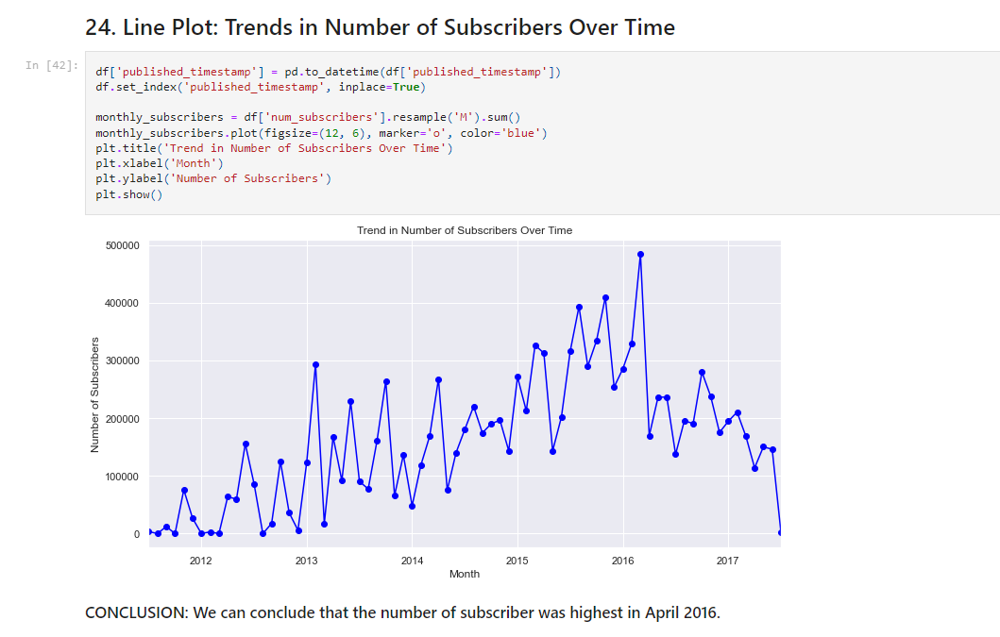 24. Line Plot: Trends in Number of Subscribers Over Time
In [42]:
df['published_timestamp'] = pd.to_datetime(df['published_timestamp'])
df.set_index('published_timestamp', inplace=True)
monthly_subscribers = df['num_subscribers'].resample('M').sum()
monthly_subscribers.plot(figsize=(12, 6), marker='o', color='blue')
plt.title('Trend in Number of Subscribers Over Time')
plt.xlabel('Month')
plt.ylabel('Number of Subscribers')
plt.show()
Trend in Number of Subscribers Over Time
500000
400000
300000
200000
100000
0
Number of Subscribers
2012 2013 2014 2015 2016 2017
Month
CONCLUSION: We can conclude that the number of subscriber was highest in April 2016.